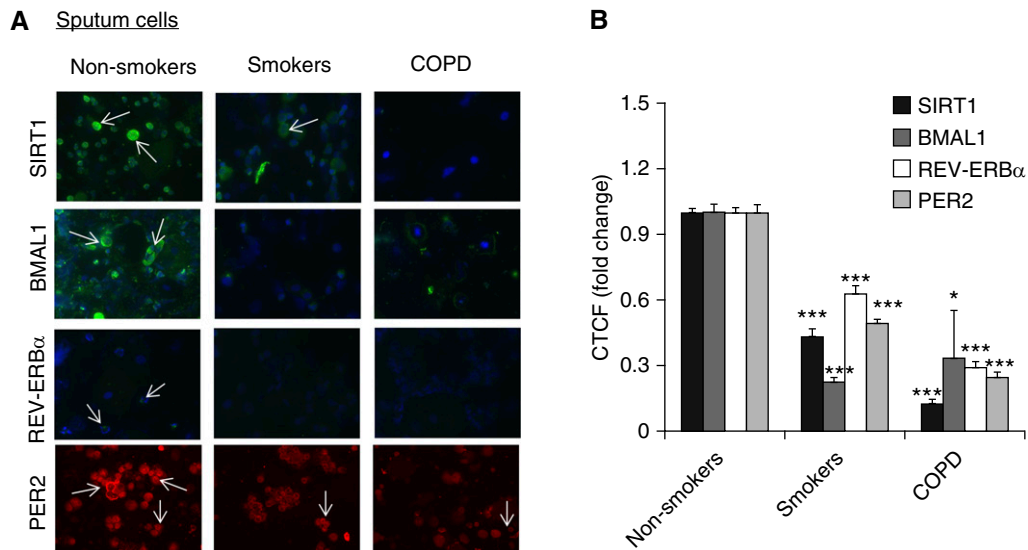 A
Sputum cells
Non-smokers
Smokers
COPD
SIRT1
BMAL1
REV-ERBα
PER2
B
CTCF (fold change)
1.5
1.2
0.9
0.6
0.3
0
SIRT1
BMAL1
REV-ERBα
PER2
***
***
***
***
***
*
***
***
Non-smokers
Smokers
COPD